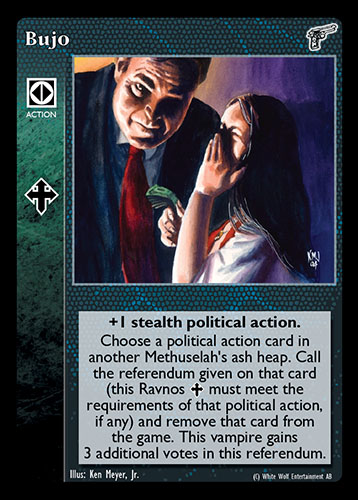 Bujo
ACTION
KMJ
+1 stealth political action.
Choose a political action card in
another Methuselah's ash heap. Call
the referendum given on that card
(this Ravnos must meet the
requirements of that political action,
if any) and remove that card from
the game. This vampire gains
3 additional votes in this referendum.
Illus: Ken Meyer, Jr.
(C) White Wolf Entertainment AB